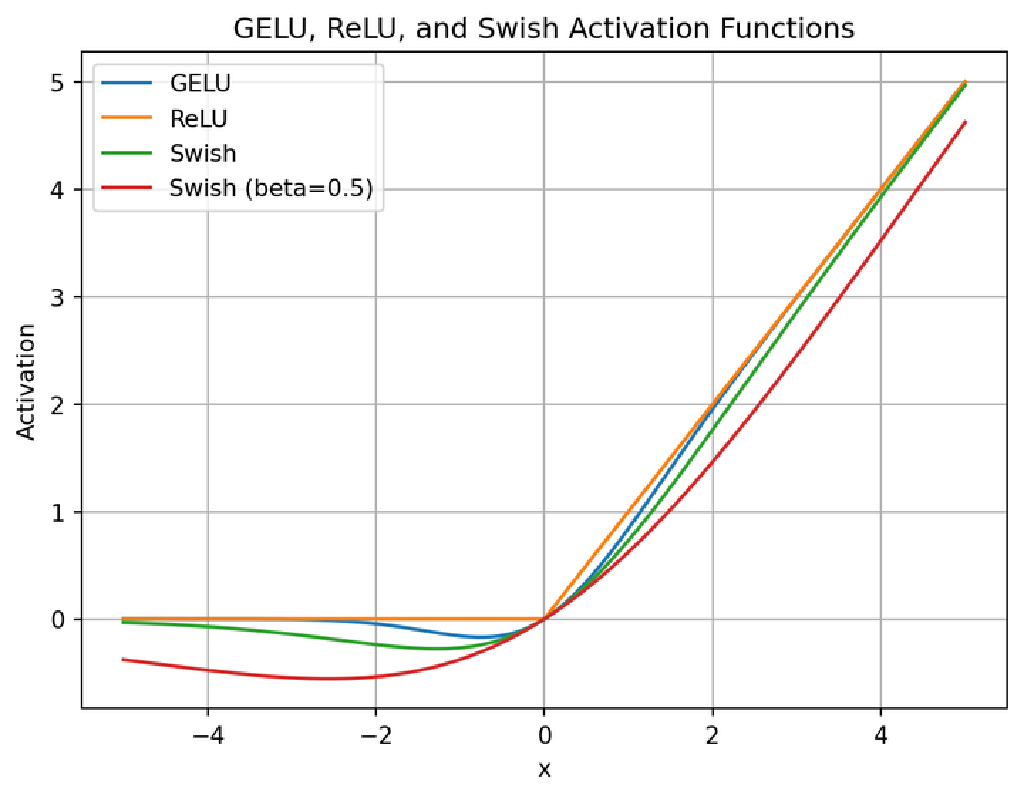 GELU, ReLU, and Swish Activation Functions
GELU
ReLU
Swish
Swish (beta=0.5)
5
4
3
2
1
0
Activation
−4
−2
0
2
4
x